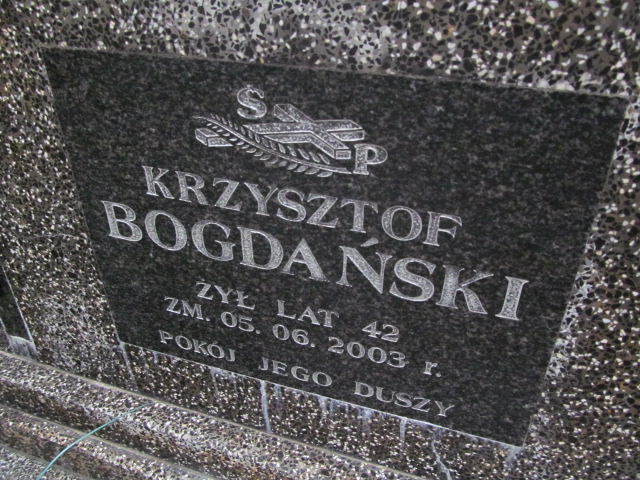 S P
KRZYSZTOF
BOGDAŃSKI
ŻYŁ LAT 42
ZM. 05. 06. 2003 r.
POKÓJ JEGO DUSZY